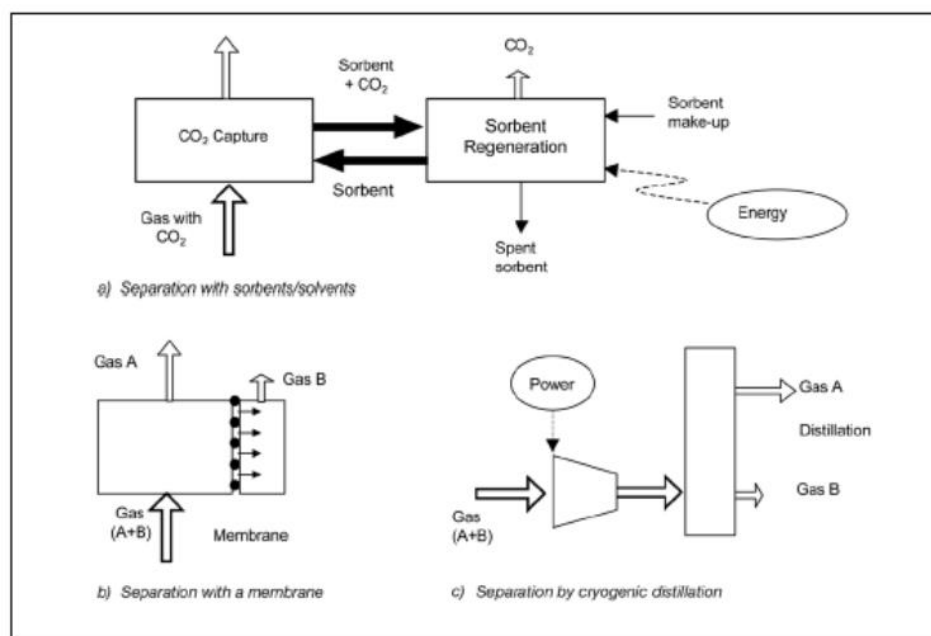 CO₂
Sorbent
+ CO₂
CO₂ Capture
Sorbent
Regeneration
Sorbent
make-up
Sorbent
Gas with
CO₂
Energy
Spent
sorbent
a) Separation with sorbents/solvents
Gas A
Gas B
Gas
(A+B)
Membrane
b) Separation with a membrane
Power
Gas A
Distillation
Gas B
Gas
(A+B)
c) Separation by cryogenic distillation